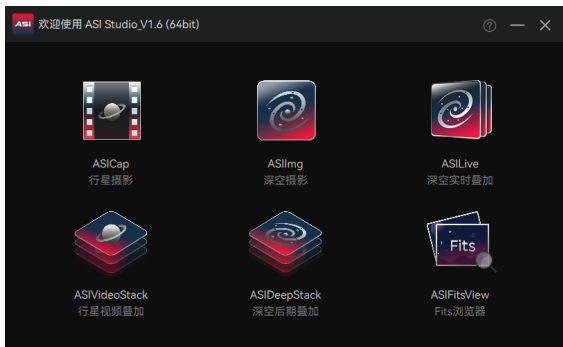 ASI 欢迎使用 ASI Studio_V1.6 (64bit)
ASICap
行星摄影
ASIImg
深空摄影
ASILive
深空实时叠加
ASIVideoStack
行星视频叠加
ASIDeepStack
深空后期叠加
Fits
ASIFitsView
Fits浏览器